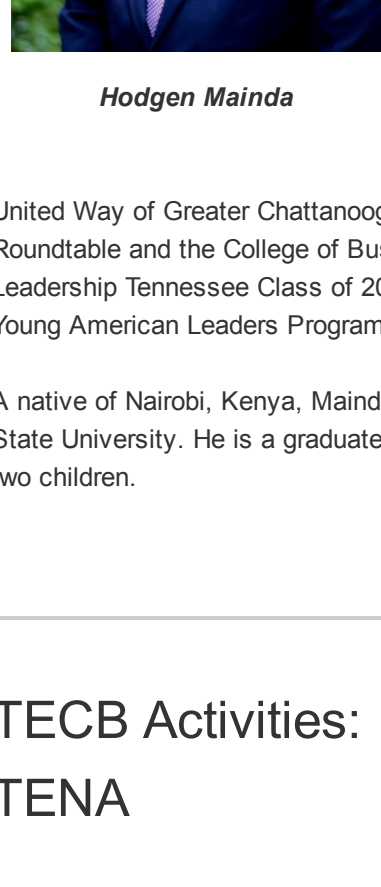 Hodgen Mainda
United Way of Greater
Roundtable and the College of
Leadership Tennessee Class of
Young American Leaders Program
A native of Nairobi, Kenya,
State University. He is a graduate
two children.
TECB Activities:
TENA